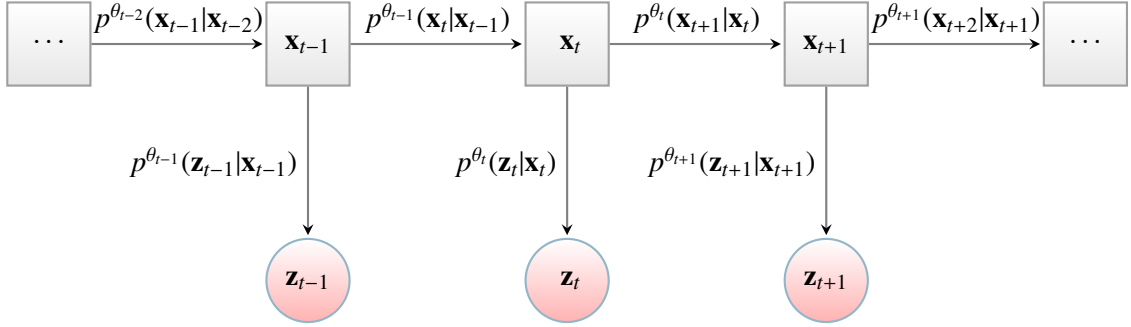 p^{θ_{t−2}}(x_{t−1}|x_{t−2}) p^{θ_{t−1}}(x_t|x_{t−1}) p^{θ_t}(x_{t+1}|x_t) p^{θ_{t+1}}(x_{t+2}|x_{t+1})
⋯ x_{t−1} x_t x_{t+1} ⋯
p^{θ_{t−1}}(z_{t−1}|x_{t−1}) p^{θ_t}(z_t|x_t) p^{θ_{t+1}}(z_{t+1}|x_{t+1})
z_{t−1} z_t z_{t+1}